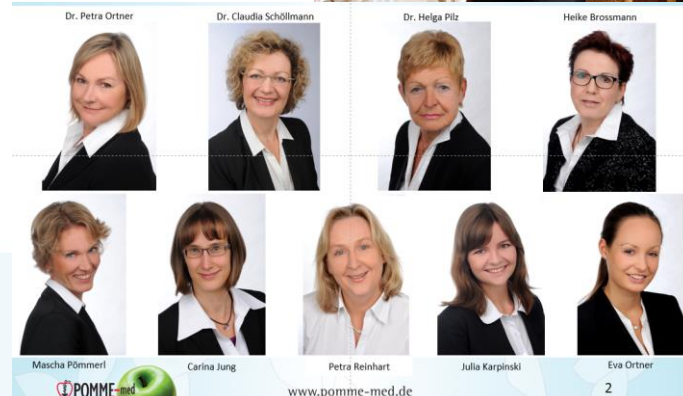 Dr. Petra Ortner
Dr. Claudia Schöllmann
Dr. Helga Pilz
Heike Brossmann
Mascha Pömmerl
Carina Jung
Petra Reinhart
Julia Karpinski
Eva Ortner
POMME-med
www.pomme-med.de
2